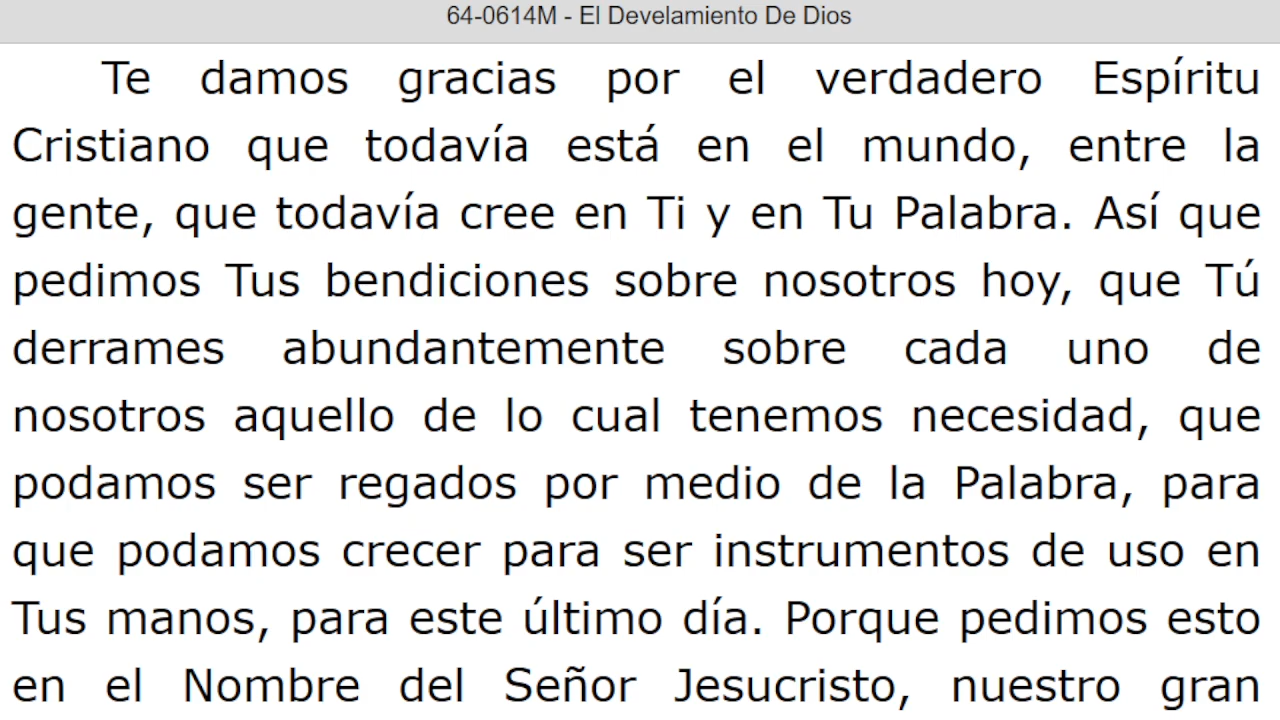 64-0614M - El Develamiento De Dios
Te damos gracias por el verdadero Espíritu
Cristiano que todavía está en el mundo, entre la
gente, que todavía cree en Ti y en Tu Palabra. Así que
pedimos Tus bendiciones sobre nosotros hoy, que Tú
derrames abundantemente sobre cada uno de
nosotros aquello de lo cual tenemos necesidad, que
podamos ser regados por medio de la Palabra, para
que podamos crecer para ser instrumentos de uso en
Tus manos, para este último día. Porque pedimos esto
en el Nombre del Señor Jesucristo, nuestro gran